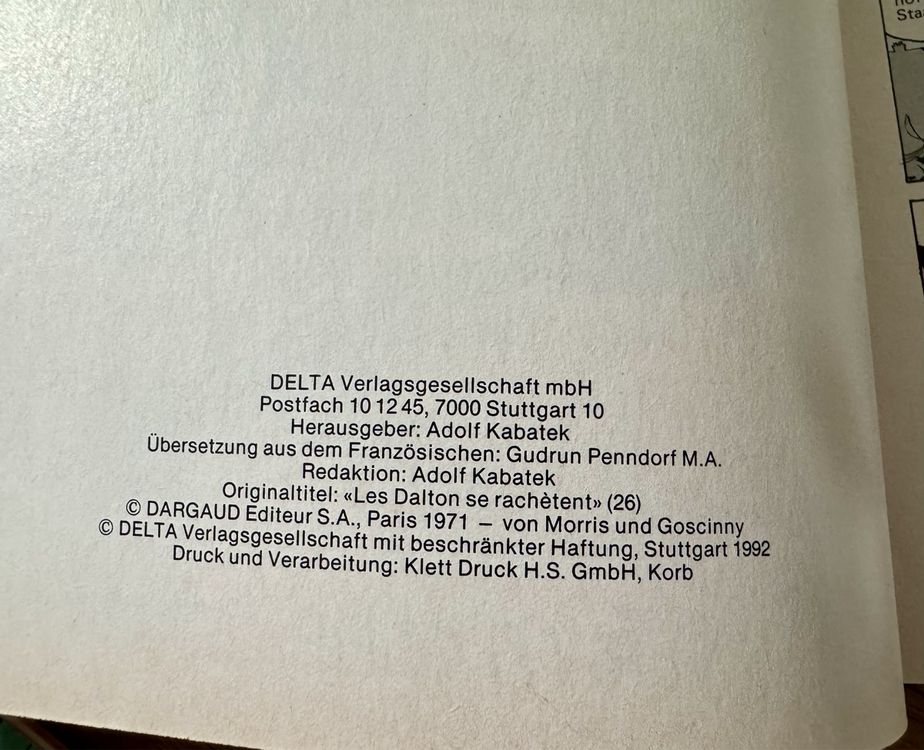 Sta
DELTA Verlagsgesellschaft mbH
Postfach 10 12 45, 7000 Stuttgart 10
Herausgeber: Adolf Kabatek
Übersetzung aus dem Französischen: Gudrun Penndorf M.A.
Redaktion: Adolf Kabatek
Originaltitel: «Les Dalton se rachètent» (26)
© DARGAUD Editeur S.A., Paris 1971 – von Morris und Goscinny
© DELTA Verlagsgesellschaft mit beschränkter Haftung, Stuttgart 1992
Druck und Verarbeitung: Klett Druck H.S. GmbH, Korb